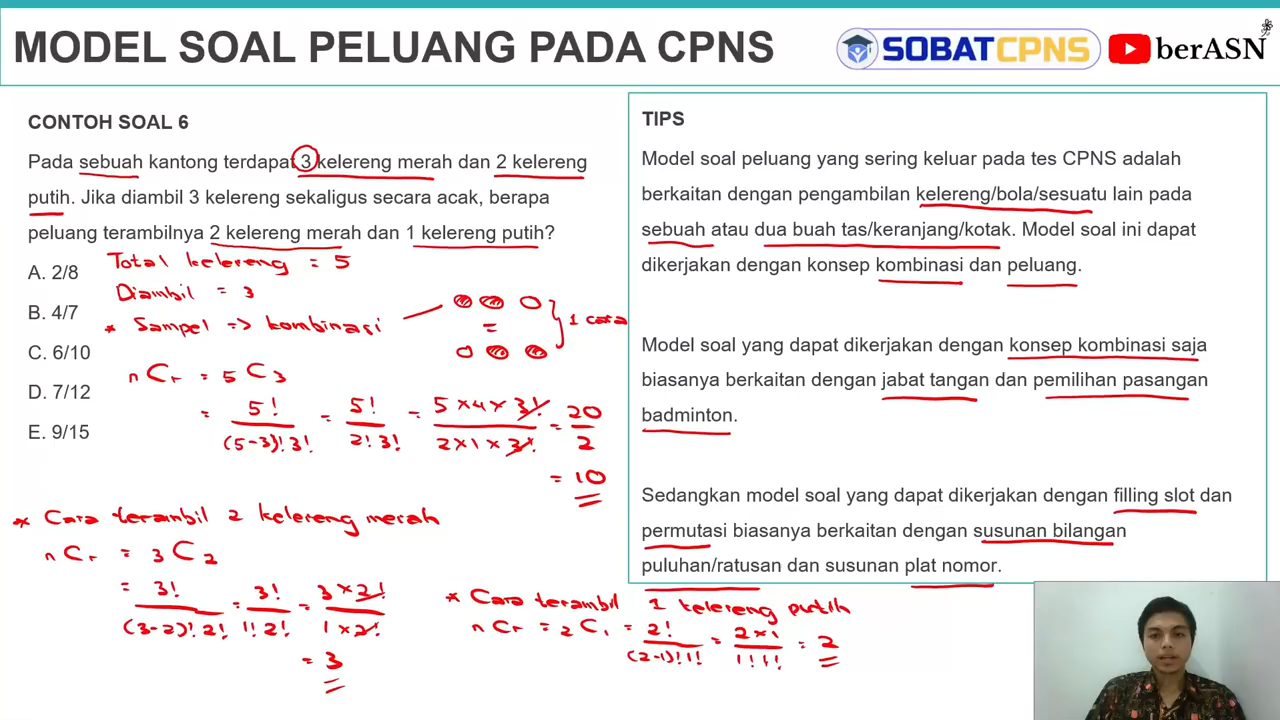 MODEL SOAL PELUANG PADA CPNS
SOBATCPNS
berASN
CONTOH SOAL 6
Pada sebuah kantong terdapat 3 kelereng merah dan 2 kelereng
putih. Jika diambil 3 kelereng sekaligus secara acak, berapa
peluang terambilnya 2 kelereng merah dan 1 kelereng putih?
A. 2/8
B. 4/7
C. 6/10
D. 7/12
E. 9/15
Total kelereng = 5
Diambil = 3
* Sampel => kombinasi
=
1 cara
nCr = 5C3
= 5!/(5-3)!3! = 5!/2!3! = 5×4×3!/2×1×3! = 20/2
= 10
* Cara terambil 2 kelereng merah
nCr = 3C2
= 3!/(3-2)!2! = 3!/1!2! = 3×2!/1×2!
= 3
* Cara terambil 1 kelereng putih
nCr = 2C1 = 2!/(2-1)!1! = 2×1/1!1! = 2
TIPS
Model soal peluang yang sering keluar pada tes CPNS adalah
berkaitan dengan pengambilan kelereng/bola/sesuatu lain pada
sebuah atau dua buah tas/keranjang/kotak. Model soal ini dapat
dikerjakan dengan konsep kombinasi dan peluang.
Model soal yang dapat dikerjakan dengan konsep kombinasi saja
biasanya berkaitan dengan jabat tangan dan pemilihan pasangan
badminton.
Sedangkan model soal yang dapat dikerjakan dengan filling slot dan
permutasi biasanya berkaitan dengan susunan bilangan
puluhan/ratusan dan susunan plat nomor.